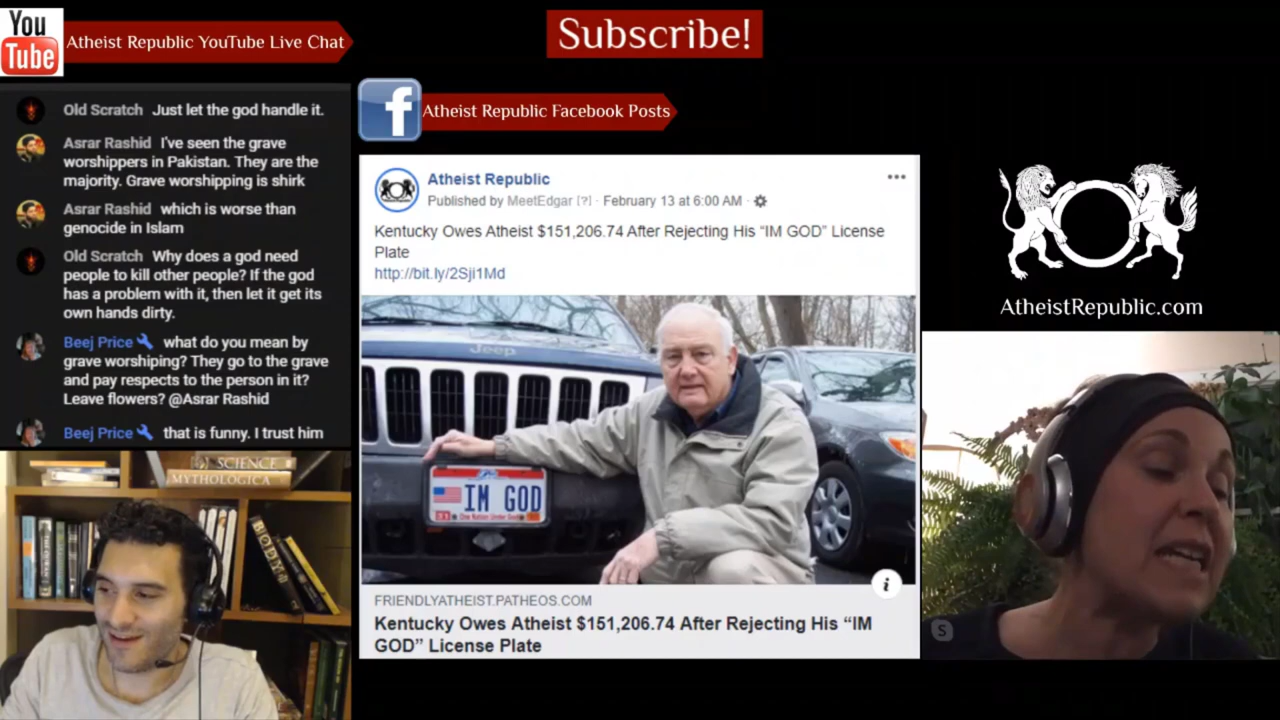 You
Tube
Atheist Republic YouTube Live Chat
Subscribe!
Old Scratch Just let the god handle it.
Asrar Rashid I've seen the grave
worshippers in Pakistan. They are the
majority. Grave worshipping is shirk
Asrar Rashid which is worse than
genocide in Islam
Old Scratch Why does a god need
people to kill other people? If the god
has a problem with it, then let it get its
own hands dirty.
Beej Price what do you mean by
grave worshiping? They go to the grave
and pay respects to the person in it?
Leave flowers? @Asrar Rashid
Beej Price that is funny. I trust him
SCIENCE
MYTHOLOGICA
BODY
f
Atheist Republic Facebook Posts
Atheist Republic
Published by MeetEdgar [?] · February 13 at 6:00 AM ·
Kentucky Owes Atheist $151,206.74 After Rejecting His “IM GOD” License
Plate
http://bit.ly/2Sji1Md
Jeep
IM GOD
One Nation Under God
i
FRIENDLYATHEIST.PATHEOS.COM
Kentucky Owes Atheist $151,206.74 After Rejecting His “IM
GOD” License Plate
AtheistRepublic.com
S